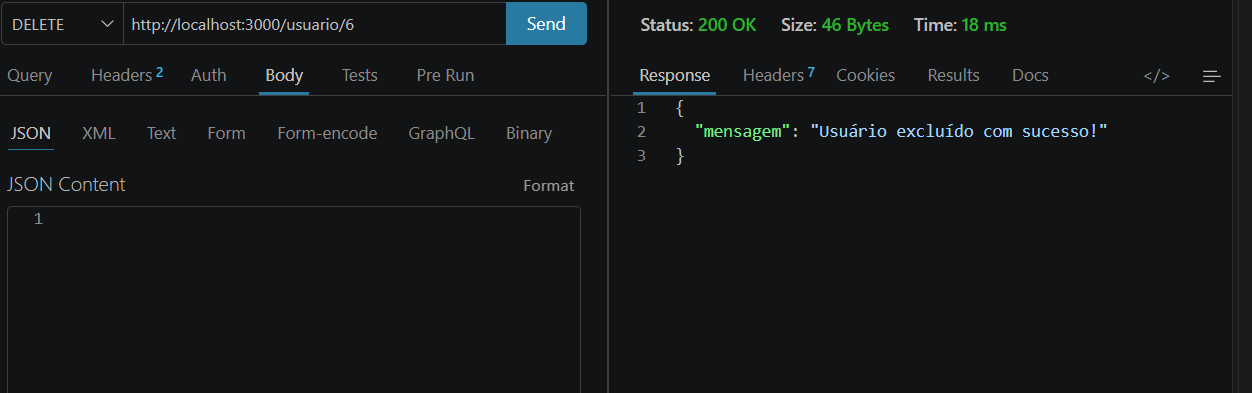 DELETE http://localhost:3000/usuario/6 Send
Query Headers 2 Auth Body Tests Pre Run
JSON XML Text Form Form-encode GraphQL Binary
JSON Content Format
1
Status: 200 OK Size: 46 Bytes Time: 18 ms
Response Headers 7 Cookies Results Docs </>
1 {
2 "mensagem": "Usuário excluído com sucesso!"
3 }